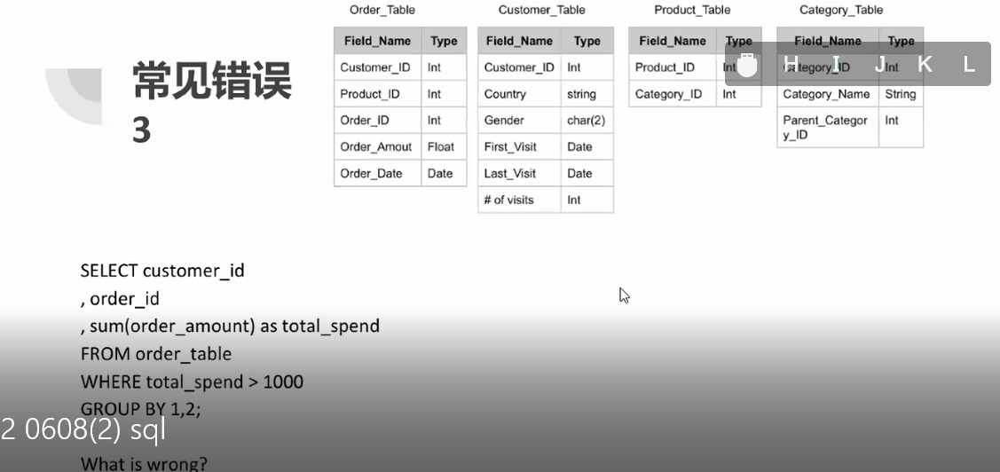 常见错误
3
Order_Table
Field_Name Type
Customer_ID Int
Product_ID Int
Order_ID Int
Order_Amout Float
Order_Date Date
Customer_Table
Field_Name Type
Customer_ID Int
Country string
Gender char(2)
First_Visit Date
Last_Visit Date
# of visits Int
Product_Table
Field_Name Type
Product_ID Int
Category_ID Int
Category_Table
Field_Name Type
Category_ID Int
Category_Name String
Parent_Categor Int
y_ID
H I J K L
SELECT customer_id
, order_id
, sum(order_amount) as total_spend
FROM order_table
WHERE total_spend > 1000
GROUP BY 1,2;
2 0608(2) sql
What is wrong?